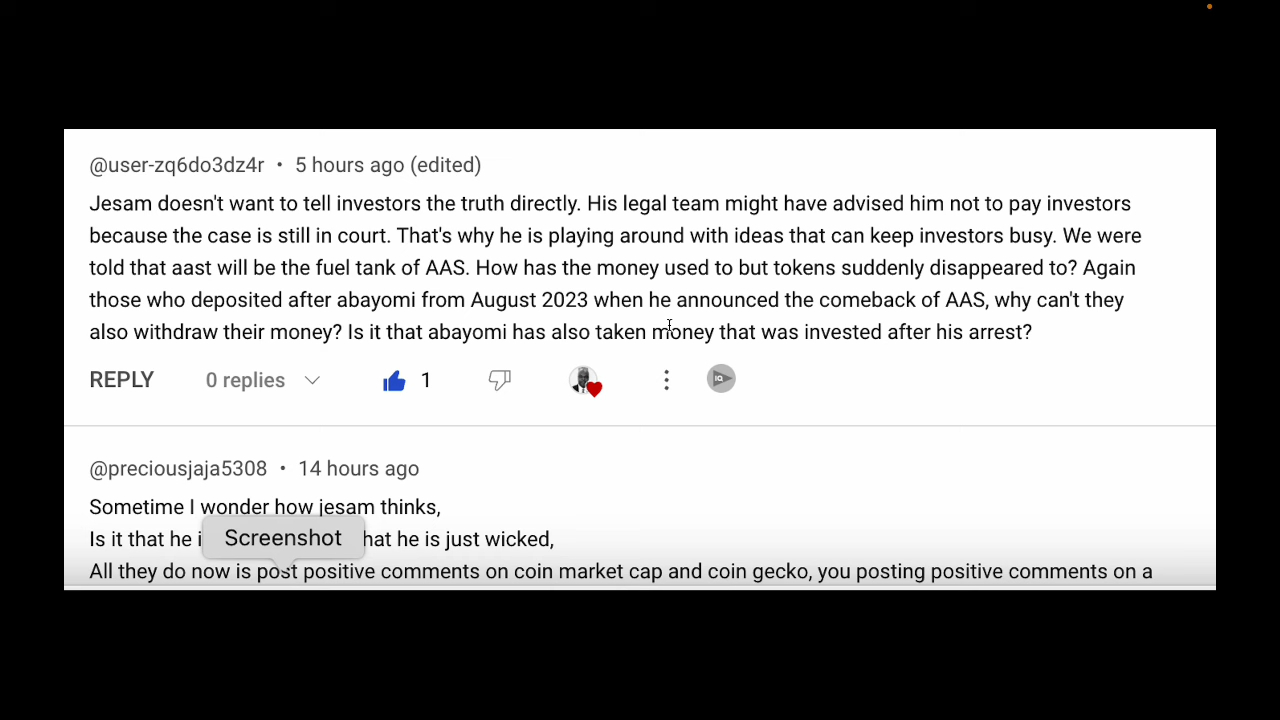 @user-zq6do3dz4r • 5 hours ago (edited)
Jesam doesn't want to tell investors the truth directly. His legal team might have advised him not to pay investors
because the case is still in court. That's why he is playing around with ideas that can keep investors busy. We were
told that aast will be the fuel tank of AAS. How has the money used to but tokens suddenly disappeared to? Again
those who deposited after abayomi from August 2023 when he announced the comeback of AAS, why can't they
also withdraw their money? Is it that abayomi has also taken money that was invested after his arrest?
REPLY 0 replies 1 IQ
@preciousjaja5308 • 14 hours ago
Sometime I wonder how jesam thinks,
Is it that he i hat he is just wicked,
Screenshot
All they do now is post positive comments on coin market cap and coin gecko, you posting positive comments on a